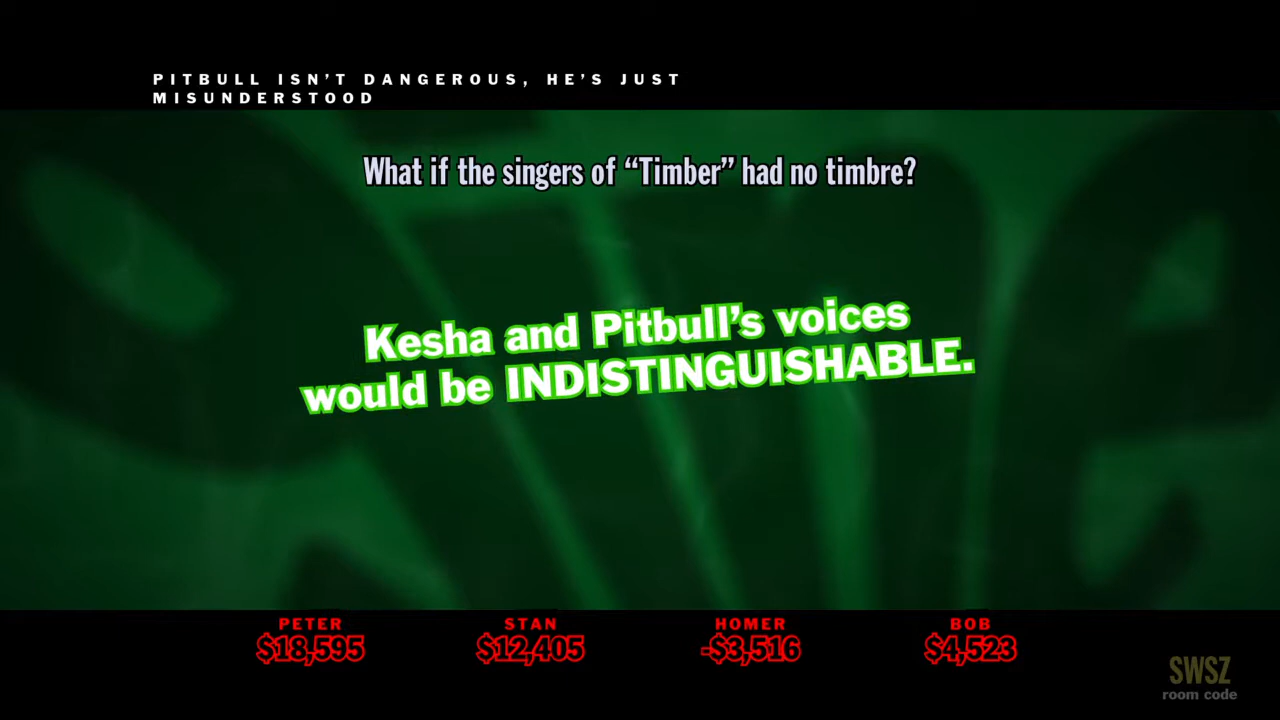 PITBULL ISN'T DANGEROUS, HE'S JUST
MISUNDERSTOOD
What if the singers of “Timber” had no timbre?
Kesha and Pitbull’s voices
would be INDISTINGUISHABLE.
PETER STAN HOMER BOB
$18,595 $12,405 -$3,516 $4,523
SWSZ
room code